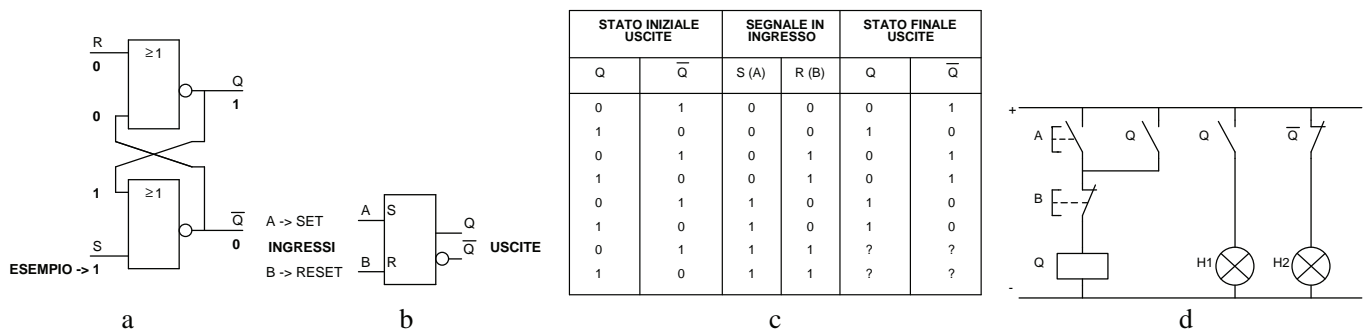 R
0
≥1
Q
1
0
1
≥1
Q
0
S
ESEMPIO -> 1
a
A -> SET
INGRESSI
B -> RESET
A S
B R
Q
Q USCITE
b
STATO INIZIALE USCITE SEGNALE IN INGRESSO STATO FINALE USCITE
Q Q S (A) R (B) Q Q
0 1 0 0 0 1
1 0 0 0 1 0
0 1 0 1 0 1
1 0 0 1 0 1
0 1 1 0 1 0
1 0 1 0 1 0
0 1 1 1 ? ?
1 0 1 1 ? ?
c
+
A Q Q Q
B
Q H1 H2
-
d